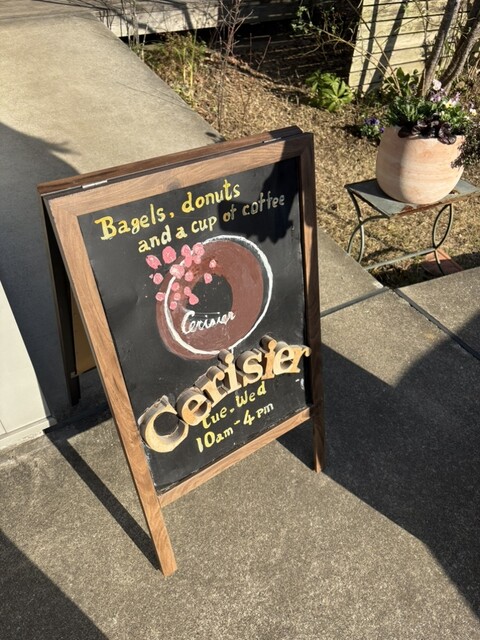 Bagels, donuts
and a cup of coffee
Cerisier
Cerisier
tue-Wed
10am-4pm